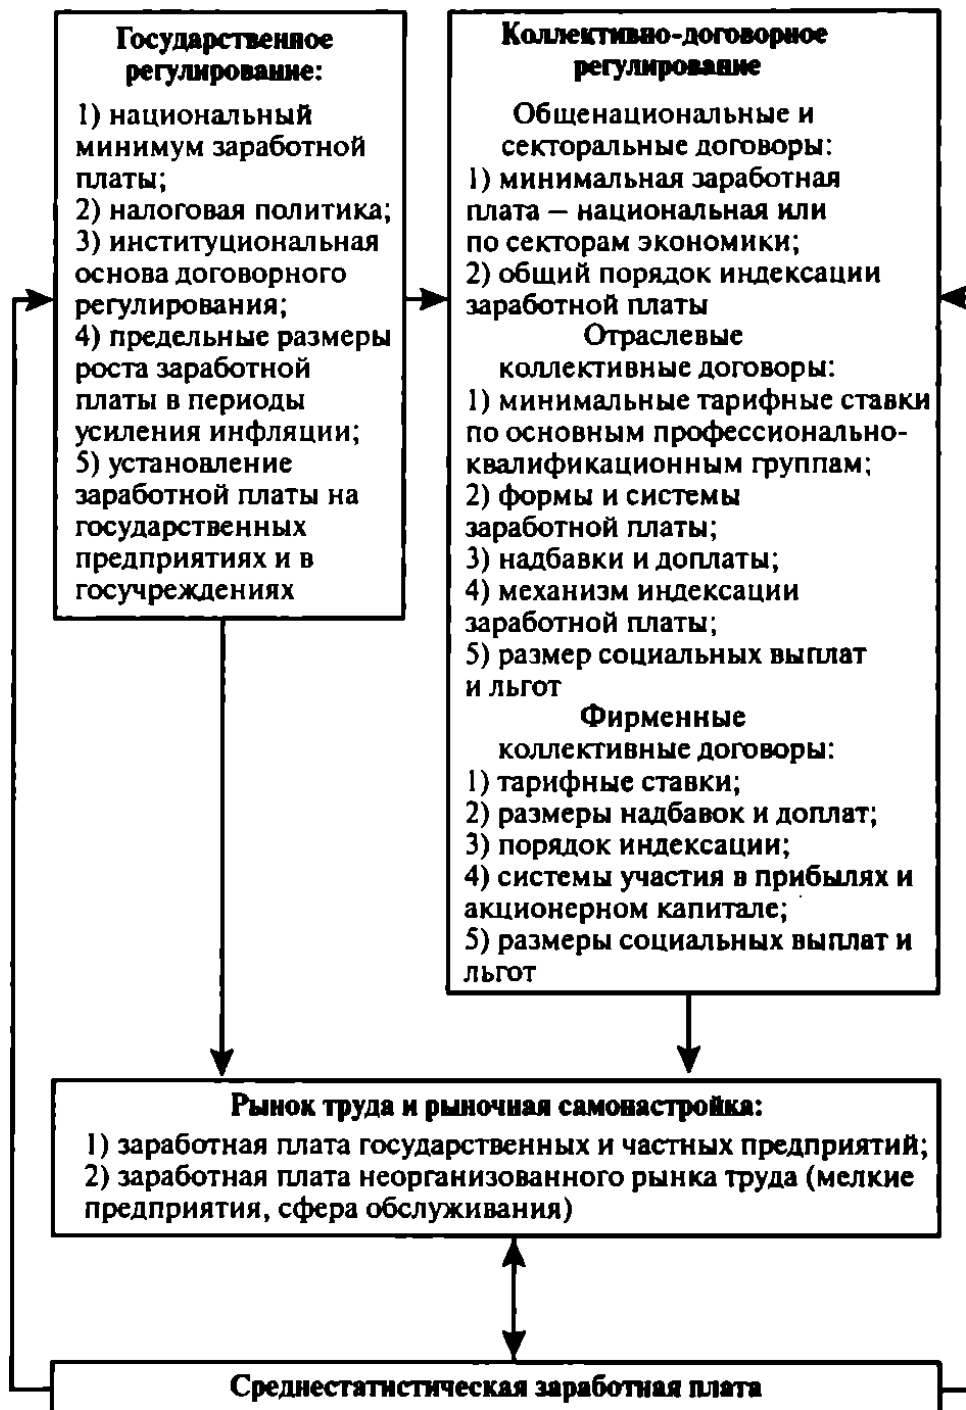 Государственное
регулирование:
1) национальный
минимум заработной
платы;
2) налоговая политика;
3) институциональная
основа договорного
регулирования;
4) предельные размеры
роста заработной
платы в периоды
усиления инфляции;
5) установление
заработной платы на
государственных
предприятиях и в
госучреждениях
Коллективно-договорное
регулирование
Общенациональные и
секторальные договоры:
1) минимальная заработная
плата – национальная или
по секторам экономики;
2) общий порядок индексации
заработной платы
Отраслевые
коллективные договоры:
1) минимальные тарифные ставки
по основным профессионально-
квалификационным группам;
2) формы и системы
заработной платы;
3) надбавки и доплаты;
4) механизм индексации
заработной платы;
5) размер социальных выплат
и льгот
Фирменные
коллективные договоры:
1) тарифные ставки;
2) размеры надбавок и доплат;
3) порядок индексации;
4) системы участия в прибылях и
акционерном капитале;
5) размеры социальных выплат и
льгот
Рынок труда и рыночная самонастройка:
1) заработная плата государственных и частных предприятий;
2) заработная плата неорганизованного рынка труда (мелкие
предприятия, сфера обслуживания)
Среднестатистическая заработная плата